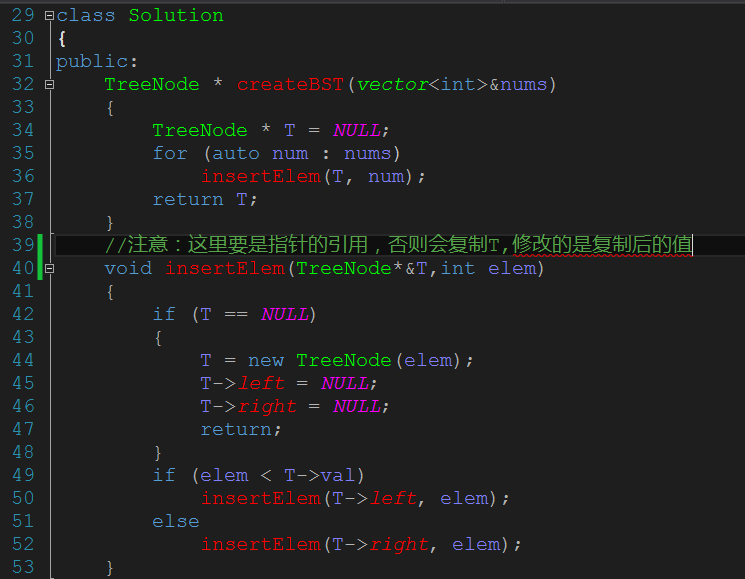 29 class Solution
30 {
31 public:
32     TreeNode * createBST(vector<int>&nums)
33     {
34         TreeNode * T = NULL;
35         for (auto num : nums)
36             insertElem(T, num);
37         return T;
38     }
39     //注意：这里要是指针的引用，否则会复制T,修改的是复制后的值
40     void insertElem(TreeNode*&T,int elem)
41     {
42         if (T == NULL)
43         {
44             T = new TreeNode(elem);
45             T->left = NULL;
46             T->right = NULL;
47             return;
48         }
49         if (elem < T->val)
50             insertElem(T->left, elem);
51         else
52             insertElem(T->right, elem);
53     }